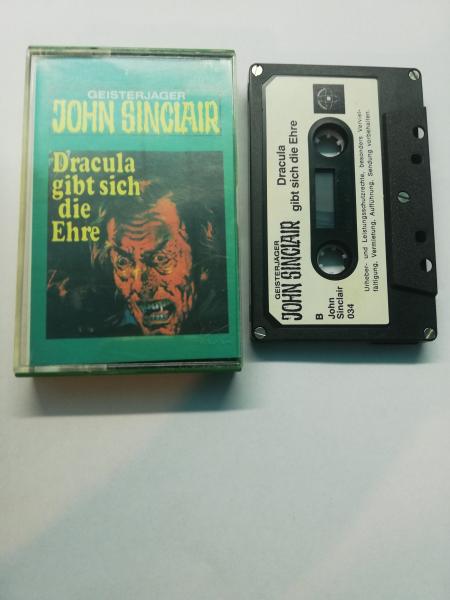 GEISTERJÄGER
JOHN SINCLAIR
Dracula
gibt sich
die
Ehre
GEISTERJÄGER
JOHN SINCLAIR
Dracula
gibt sich die Ehre
B
John
Sinclair
034
Urheber- und Leistungsschutzrechte, besonders Verviel-
fältigung, Vermietung, Aufführung, Sendung vorbehalten.